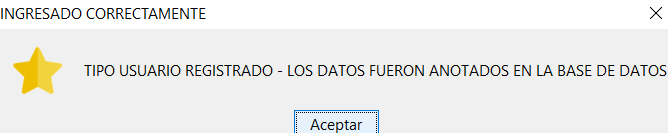 INGRESADO CORRECTAMENTE
TIPO USUARIO REGISTRADO - LOS DATOS FUERON ANOTADOS EN LA BASE DE DATOS
Aceptar